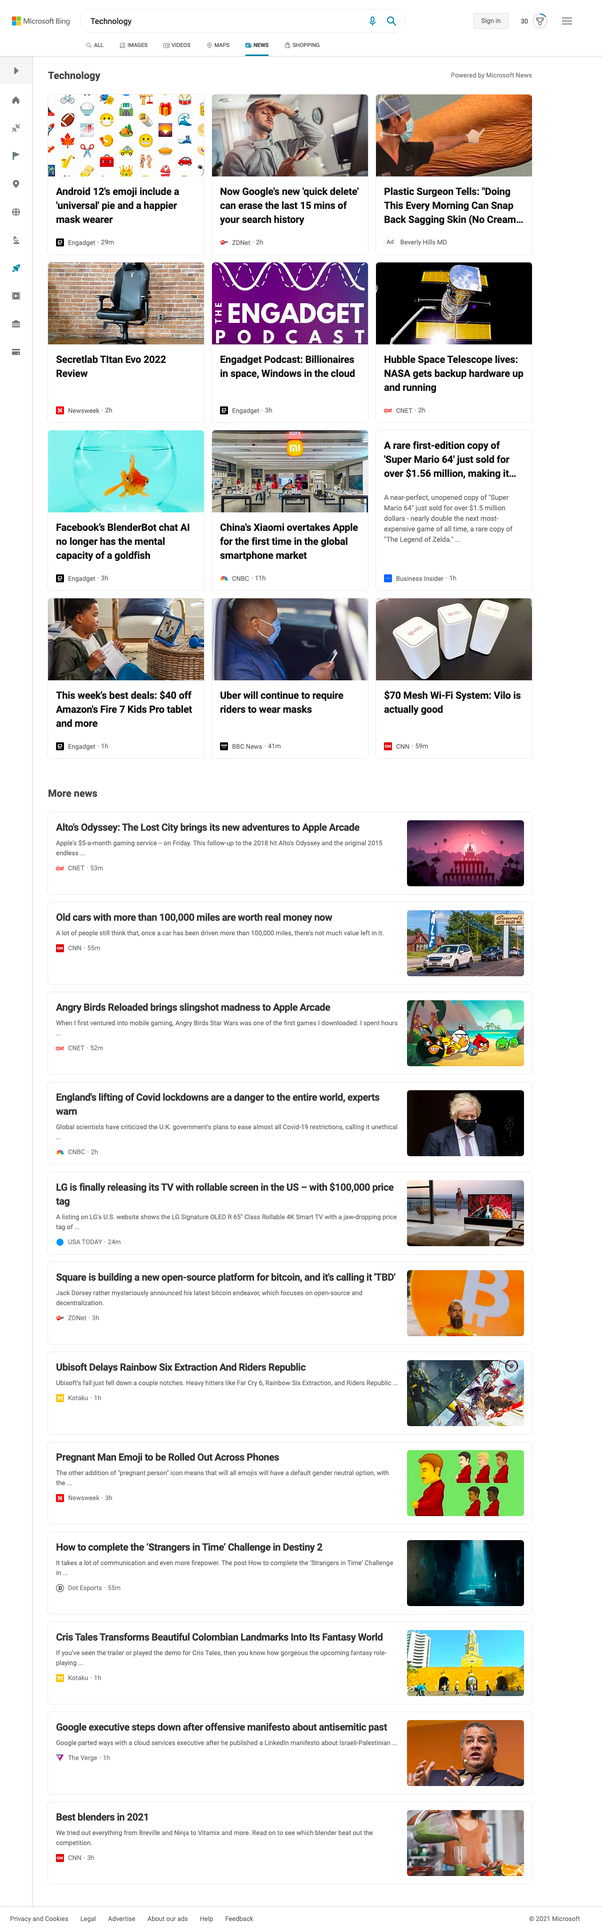 Microsoft Bing
Technology
Sign in
30
ALL
IMAGES
VIDEOS
MAPS
NEWS
SHOPPING
Technology
Powered by Microsoft News
Android 12's emoji include a
'universal' pie and a happier
mask wearer
Engadget · 29m
Now Google's new 'quick delete'
can erase the last 15 mins of
your search history
ZDNet · 2h
Plastic Surgeon Tells: "Doing
This Every Morning Can Snap
Back Sagging Skin (No Cream...
Ad Beverly Hills MD
Secretlab TItan Evo 2022
Review
Newsweek · 2h
THE ENGADGET
PODCAST
Engadget Podcast: Billionaires
in space, Windows in the cloud
Engadget · 3h
Hubble Space Telescope lives:
NASA gets backup hardware up
and running
CNET · 2h
Facebook's BlenderBot chat AI
no longer has the mental
capacity of a goldfish
Engadget · 3h
mi
China's Xiaomi overtakes Apple
for the first time in the global
smartphone market
CNBC · 11h
A rare first-edition copy of
'Super Mario 64' just sold for
over $1.56 million, making it...
A near-perfect, unopened copy of "Super
Mario 64" just sold for over $1.5 million
dollars - nearly double the next most-
expensive game of all time, a rare copy of
"The Legend of Zelda." ...
Business Insider · 1h
This week's best deals: $40 off
Amazon's Fire 7 Kids Pro tablet
and more
Engadget · 1h
Uber will continue to require
riders to wear masks
BBC News · 41m
$70 Mesh Wi-Fi System: Vilo is
actually good
CNN · 59m
More news
Alto's Odyssey: The Lost City brings its new adventures to Apple Arcade
Apple's $5-a-month gaming service – on Friday. This follow-up to the 2018 hit Alto's Odyssey and the original 2015
endless ...
CNET · 53m
Old cars with more than 100,000 miles are worth real money now
A lot of people still think that, once a car has been driven more than 100,000 miles, there's not much value left in it.
CNN · 55m
Angry Birds Reloaded brings slingshot madness to Apple Arcade
When I first ventured into mobile gaming, Angry Birds Star Wars was one of the first games I downloaded. I spent hours
...
CNET · 52m
England's lifting of Covid lockdowns are a danger to the entire world, experts
warn
Global scientists have criticized the U.K. government's plans to ease almost all Covid-19 restrictions, calling it unethical
...
CNBC · 2h
LG is finally releasing its TV with rollable screen in the US – with $100,000 price
tag
A listing on LG's U.S. website shows the LG Signature OLED R 65" Class Rollable 4K Smart TV with a jaw-dropping price
tag of ...
USA TODAY · 24m
Square is building a new open-source platform for bitcoin, and it's calling it 'TBD'
Jack Dorsey rather mysteriously announced his latest bitcoin endeavor, which focuses on open-source and
decentralization.
ZDNet · 3h
Ubisoft Delays Rainbow Six Extraction And Riders Republic
Ubisoft's fall just fell down a couple notches. Heavy hitters like Far Cry 6, Rainbow Six Extraction, and Riders Republic ...
Kotaku · 1h
Pregnant Man Emoji to be Rolled Out Across Phones
The other addition of "pregnant person" icon means that will all emojis will have a default gender neutral option, with
the ...
Newsweek · 3h
How to complete the 'Strangers in Time' Challenge in Destiny 2
It takes a lot of communication and even more firepower. The post How to complete the 'Strangers in Time' Challenge
in ...
Dot Esports · 55m
Cris Tales Transforms Beautiful Colombian Landmarks Into Its Fantasy World
If you've seen the trailer or played the demo for Cris Tales, then you know how gorgeous the upcoming fantasy role-
playing ...
Kotaku · 1h
Google executive steps down after offensive manifesto about antisemitic past
Google parted ways with a cloud services executive after he published a LinkedIn manifesto about Israeli-Palestinian ...
The Verge · 1h
Best blenders in 2021
We tried out everything from Breville and Ninja to Vitamix and more. Read on to see which blender beat out the
competition.
CNN · 3h
Privacy and Cookies
Legal
Advertise
About our ads
Help
Feedback
© 2021 Microsoft